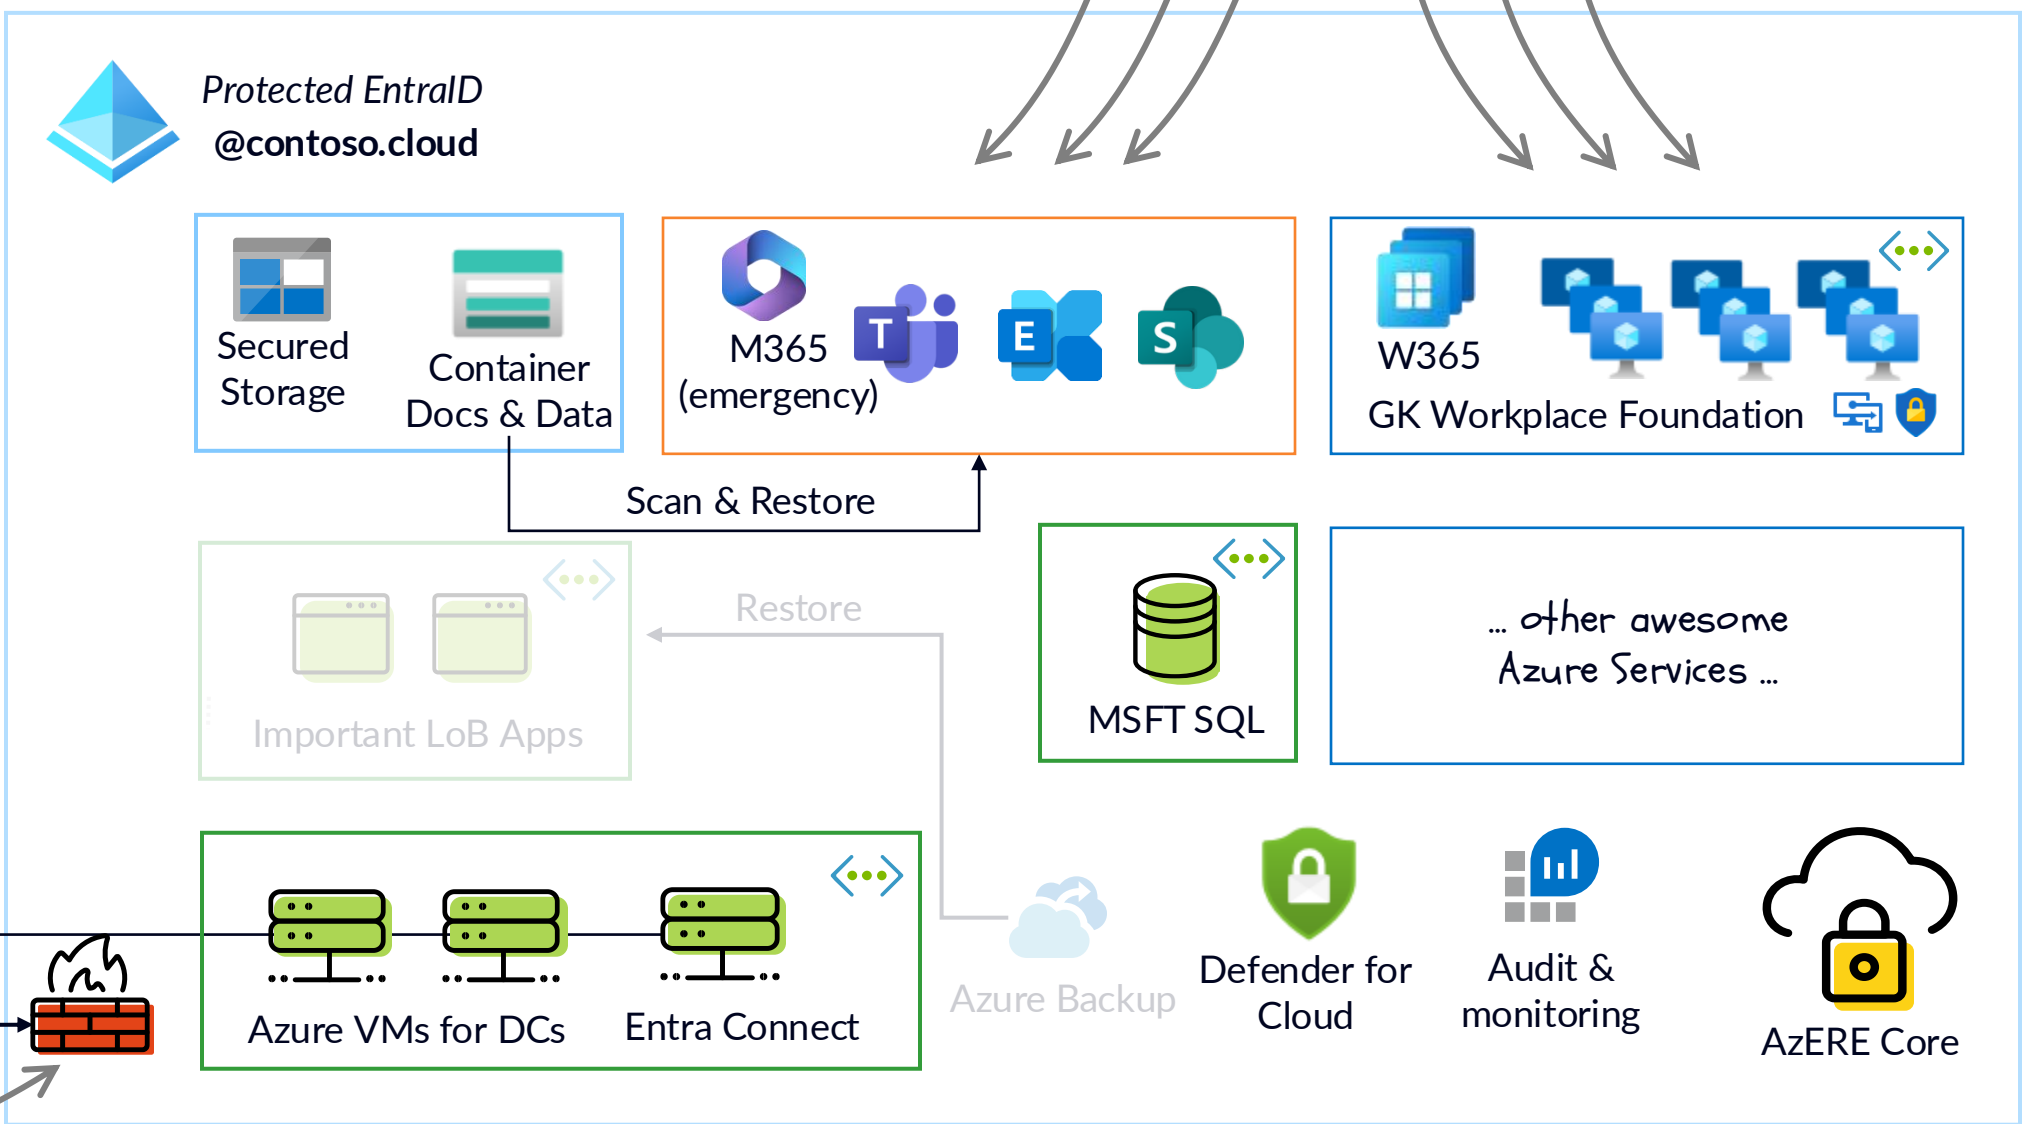 Protected EntraID
@contoso.cloud
Secured
Storage
Container
Docs & Data
M365
(emergency)
T
E
S
W365
GK Workplace Foundation
Scan & Restore
Important LoB Apps
Restore
MSFT SQL
... other awesome
Azure Services ...
Azure VMs for DCs
Entra Connect
Azure Backup
Defender for
Cloud
Audit &
monitoring
AzERE Core